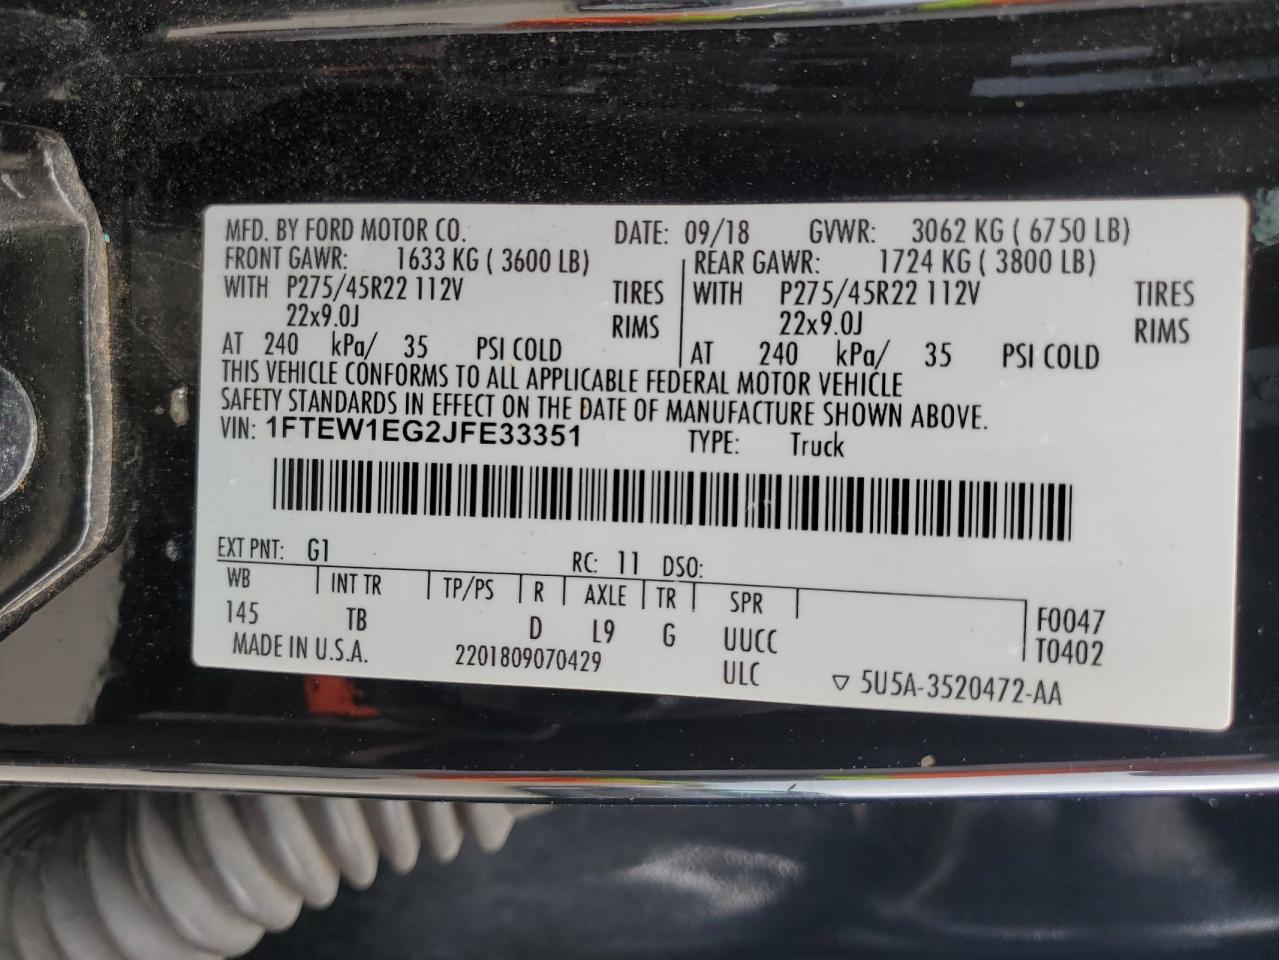 MFD. BY FORD MOTOR CO. DATE: 09/18 GVWR: 3062 KG ( 6750 LB)
FRONT GAWR: 1633 KG ( 3600 LB) REAR GAWR: 1724 KG ( 3800 LB)
WITH P275/45R22 112V TIRES WITH P275/45R22 112V TIRES
22x9.0J RIMS 22x9.0J RIMS
AT 240 kPa/ 35 PSI COLD AT 240 kPa/ 35 PSI COLD
THIS VEHICLE CONFORMS TO ALL APPLICABLE FEDERAL MOTOR VEHICLE
SAFETY STANDARDS IN EFFECT ON THE DATE OF MANUFACTURE SHOWN ABOVE.
VIN: 1FTEW1EG2JFE33351 TYPE: Truck
EXT PNT: G1 RC: 11 DSO:
WB INT TR TP/PS R AXLE TR SPR F0047
145 TB D L9 G UUCC T0402
MADE IN U.S.A. 2201809070429 ULC 5U5A-3520472-AA